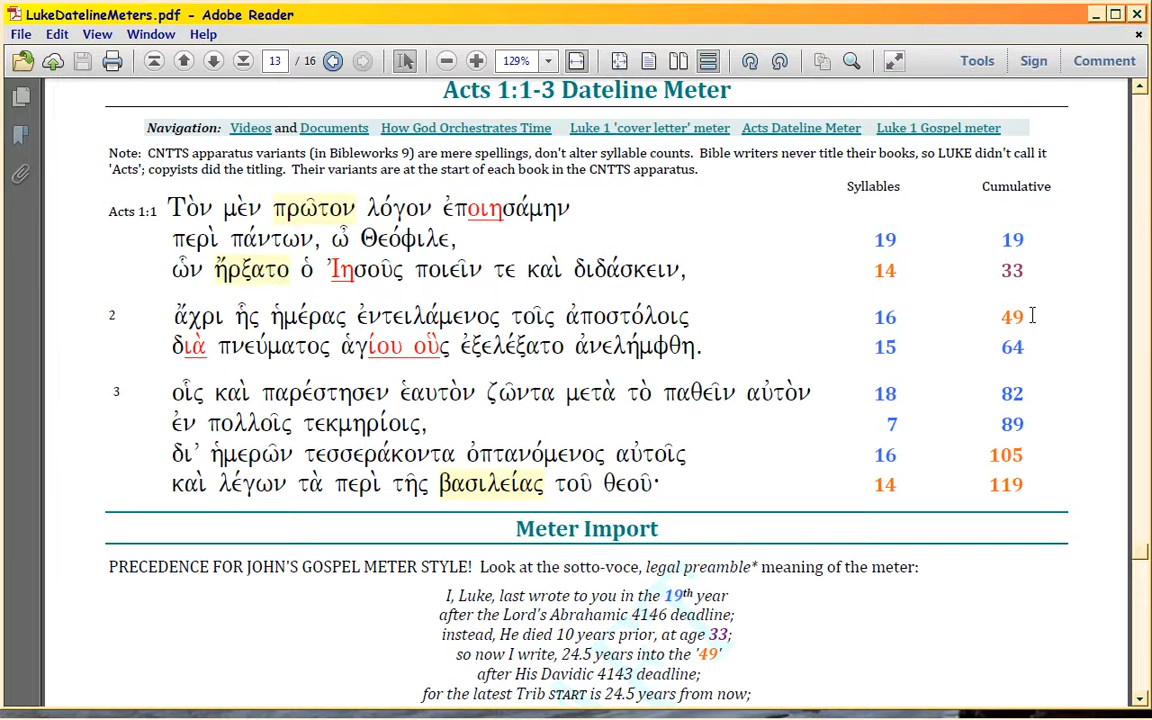 LukeDatelineMeters.pdf - Adobe Reader
File Edit View Window Help
13 / 16 129% Tools Sign Comment
Acts 1:1-3 Dateline Meter
Navigation: Videos and Documents How God Orchestrates Time Luke 1 'cover letter' meter Acts Dateline Meter Luke 1 Gospel meter
Note: CNTTS apparatus variants (in Bibleworks 9) are mere spellings, don't alter syllable counts. Bible writers never title their books, so LUKE didn't call it
'Acts'; copyists did the titling. Their variants are at the start of each book in the CNTTS apparatus.
Syllables Cumulative
Acts 1:1 Τὸν μὲν πρῶτον λόγον ἐποιησάμην
περὶ πάντων, ὦ Θεόφιλε, 19 19
ὧν ἤρξατο ὁ Ἰησοῦς ποιεῖν τε καὶ διδάσκειν, 14 33
2 ἄχρι ἧς ἡμέρας ἐντειλάμενος τοῖς ἀποστόλοις 16 49
διὰ πνεύματος ἁγίου οὓς ἐξελέξατο ἀνελήμφθη. 15 64
3 οἷς καὶ παρέστησεν ἑαυτὸν ζῶντα μετὰ τὸ παθεῖν αὐτὸν 18 82
ἐν πολλοῖς τεκμηρίοις, 7 89
δι' ἡμερῶν τεσσεράκοντα ὀπτανόμενος αὐτοῖς 16 105
καὶ λέγων τὰ περὶ τῆς βασιλείας τοῦ θεοῦ· 14 119
Meter Import
PRECEDENCE FOR JOHN'S GOSPEL METER STYLE! Look at the sotto-voce, legal preamble* meaning of the meter:
I, Luke, last wrote to you in the 19th year
after the Lord's Abrahamic 4146 deadline;
instead, He died 10 years prior, at age 33;
so now I write, 24.5 years into the '49'
after His Davidic 4143 deadline;
for the latest Trib START is 24.5 years from now;